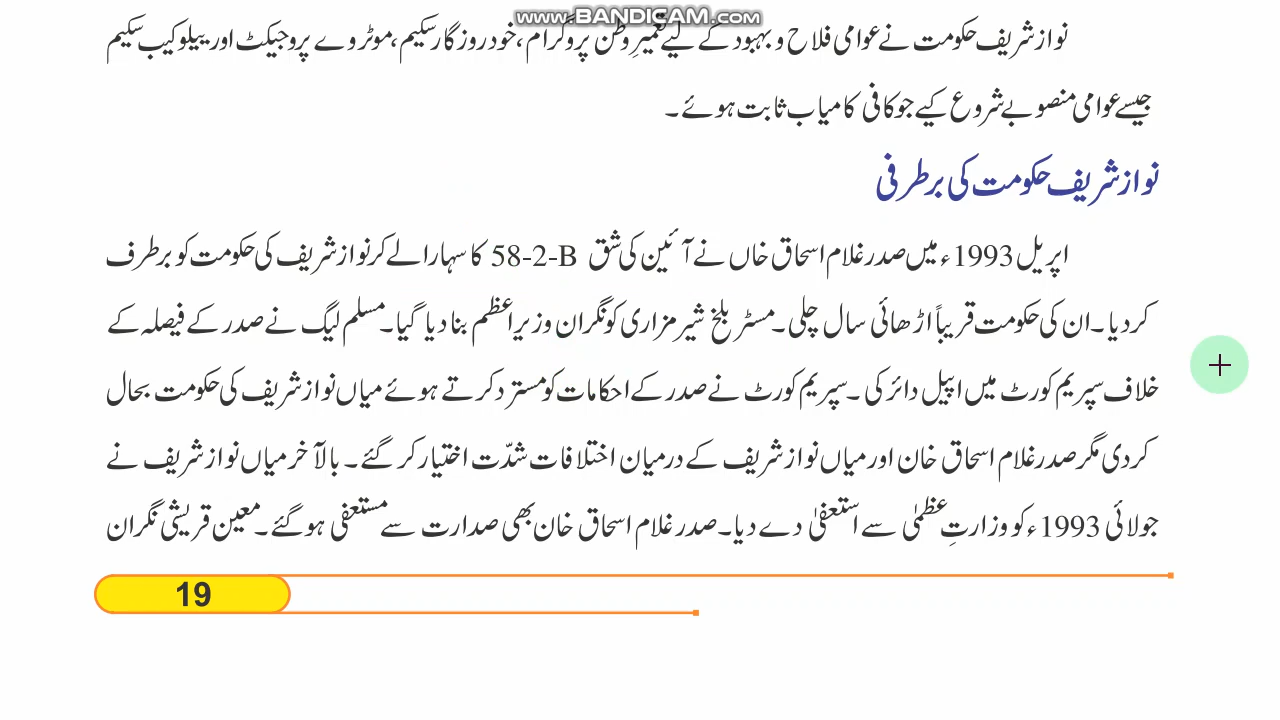 www.BANDICAM.com
نواز شریف حکومت نے عوامی فلاح و بہبود کے لیے تعمیرِ وطن پروگرام، خود روزگار سکیم، موٹر وے پروجیکٹ اور ییلو کیب سکیم
جیسے عوامی منصوبے شروع کیے جو کافی کامیاب ثابت ہوئے۔
نواز شریف حکومت کی برطرفی
اپریل 1993ء میں صدر غلام اسحاق خاں نے آئین کی شق 58-2-B کا سہارا لے کر نواز شریف کی حکومت کو برطرف
کر دیا۔ ان کی حکومت قریباً اڑھائی سال چلی۔ مسٹر بلخ شیر مزاری کو نگران وزیراعظم بنا دیا گیا۔ مسلم لیگ نے صدر کے فیصلہ کے
خلاف سپریم کورٹ میں اپیل دائر کی۔ سپریم کورٹ نے صدر کے احکامات کو مسترد کرتے ہوئے میاں نواز شریف کی حکومت بحال
کر دی مگر صدر غلام اسحاق خان اور میاں نواز شریف کے درمیان اختلافات شدّت اختیار کر گئے۔ بالآخر میاں نواز شریف نے
جولائی 1993ء کو وزارتِ عظمیٰ سے استعفیٰ دے دیا۔ صدر غلام اسحاق خان بھی صدارت سے مستعفی ہو گئے۔ معین قریشی نگران
19